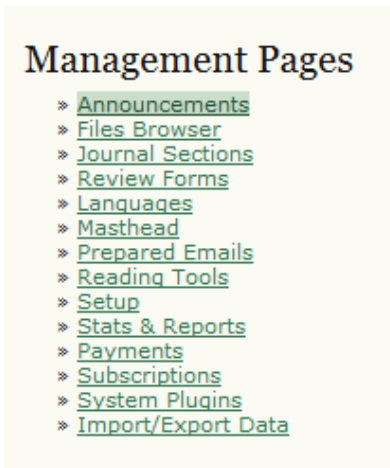 Management Pages
» Announcements
» Files Browser
» Journal Sections
» Review Forms
» Languages
» Masthead
» Prepared Emails
» Reading Tools
» Setup
» Stats & Reports
» Payments
» Subscriptions
» System Plugins
» Import/Export Data